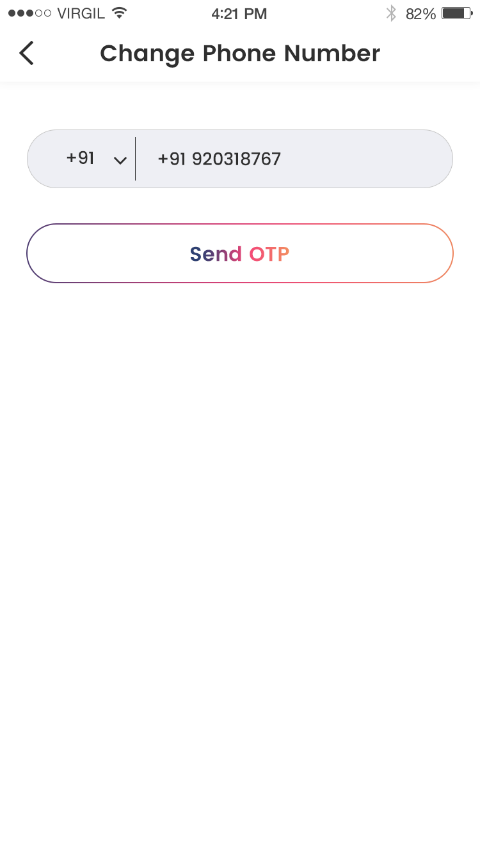 VIRGIL 4:21 PM 82%
Change Phone Number
+91 +91 920318767
Send OTP